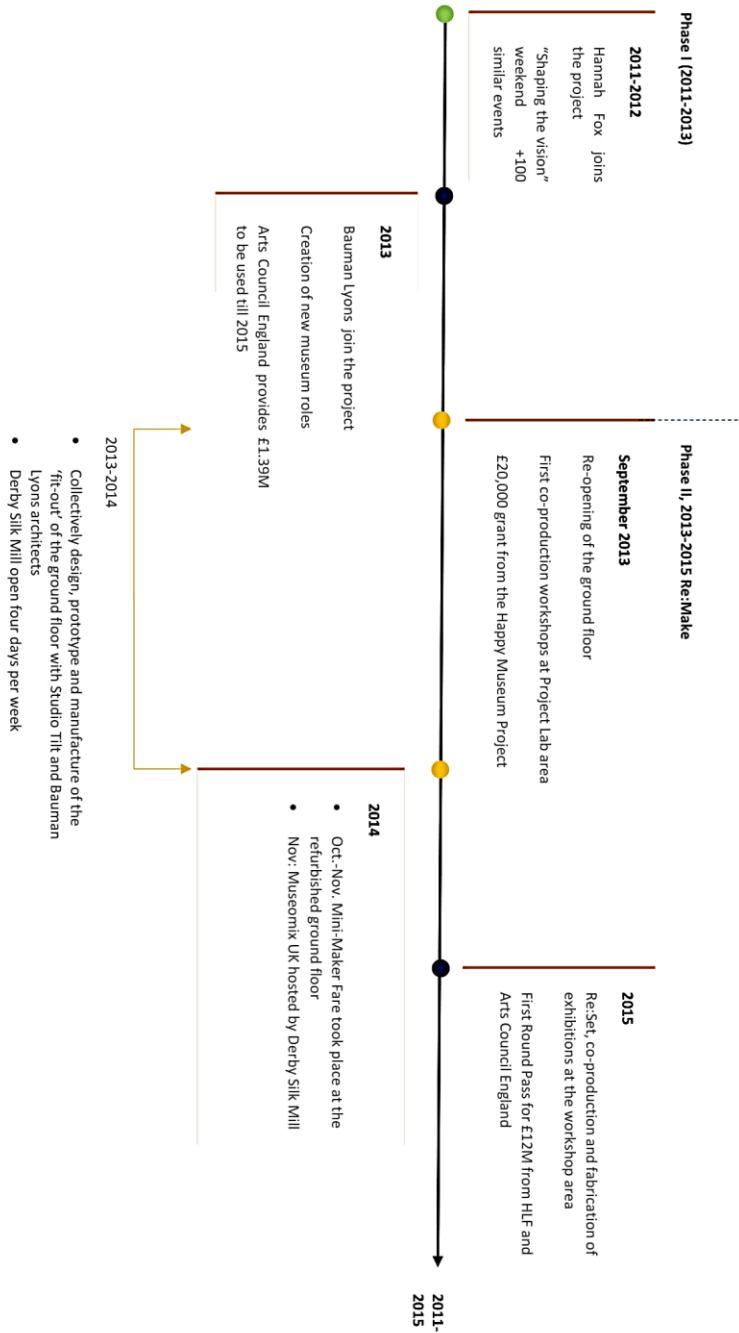 Phase I (2011-2013)
2011-2012
Hannah Fox joins
the project
“Shaping the vision”
weekend +100
similar events
2013
Bauman Lyons join the project
Creation of new museum roles
Arts Council England provides £1.39M
to be used till 2015
Phase II, 2013-2015 Re:Make
September 2013
Re-opening of the ground floor
First co-production workshops at Project Lab area
£20,000 grant from the Happy Museum Project
2013-2014
• Collectively design, prototype and manufacture of the
‘fit-out’ of the ground floor with Studio Tilt and Bauman
Lyons architects
• Derby Silk Mill open four days per week
2014
• Oct.-Nov. Mini-Maker Fare took place at the
refurbished ground floor
• Nov: Museomix UK hosted by Derby Silk Mill
2015
Re:Set, co-production and fabrication of
exhibitions at the workshop area
First Round Pass for £12M from HLF and
Arts Council England
2011-
2015